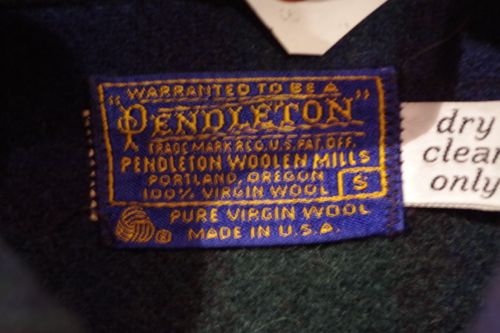 "WARRANTED TO BE A
PENDLETON"
TRADE MARK REG. U.S. PAT. OFF.
PENDLETON WOOLEN MILLS
PORTLAND, OREGON
100% VIRGIN WOOL S
® PURE VIRGIN WOOL
MADE IN U.S.A.
dry
clean
only